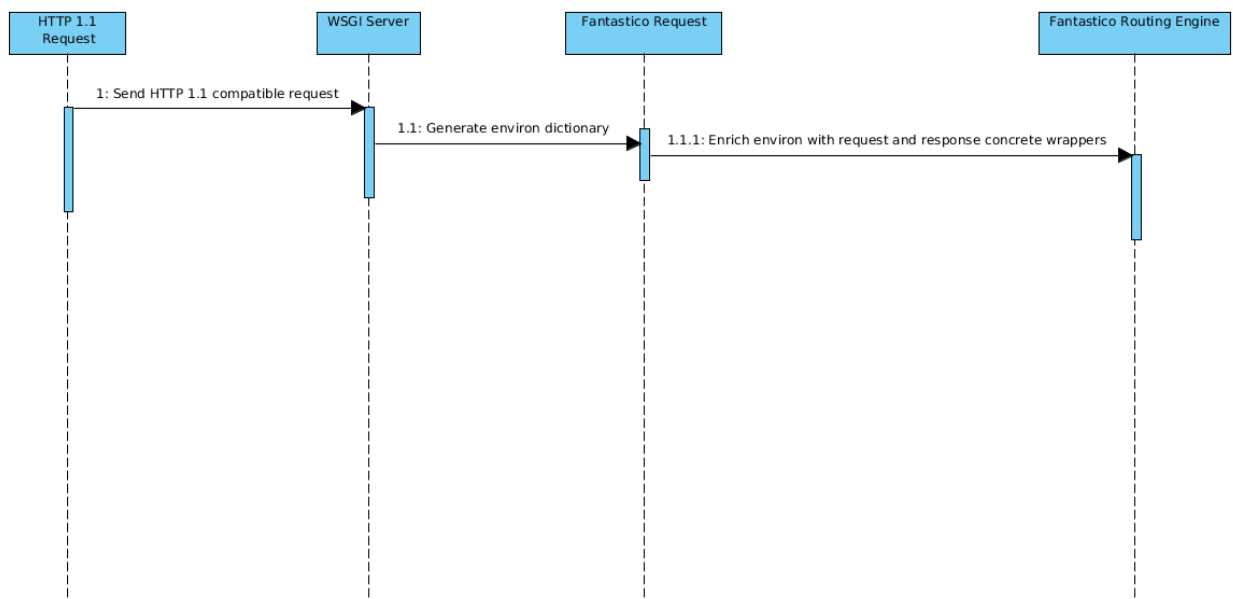 HTTP 1.1
Request
WSGI Server
Fantastico Request
Fantastico Routing Engine
1: Send HTTP 1.1 compatible request
1.1: Generate environ dictionary
1.1.1: Enrich environ with request and response concrete wrappers